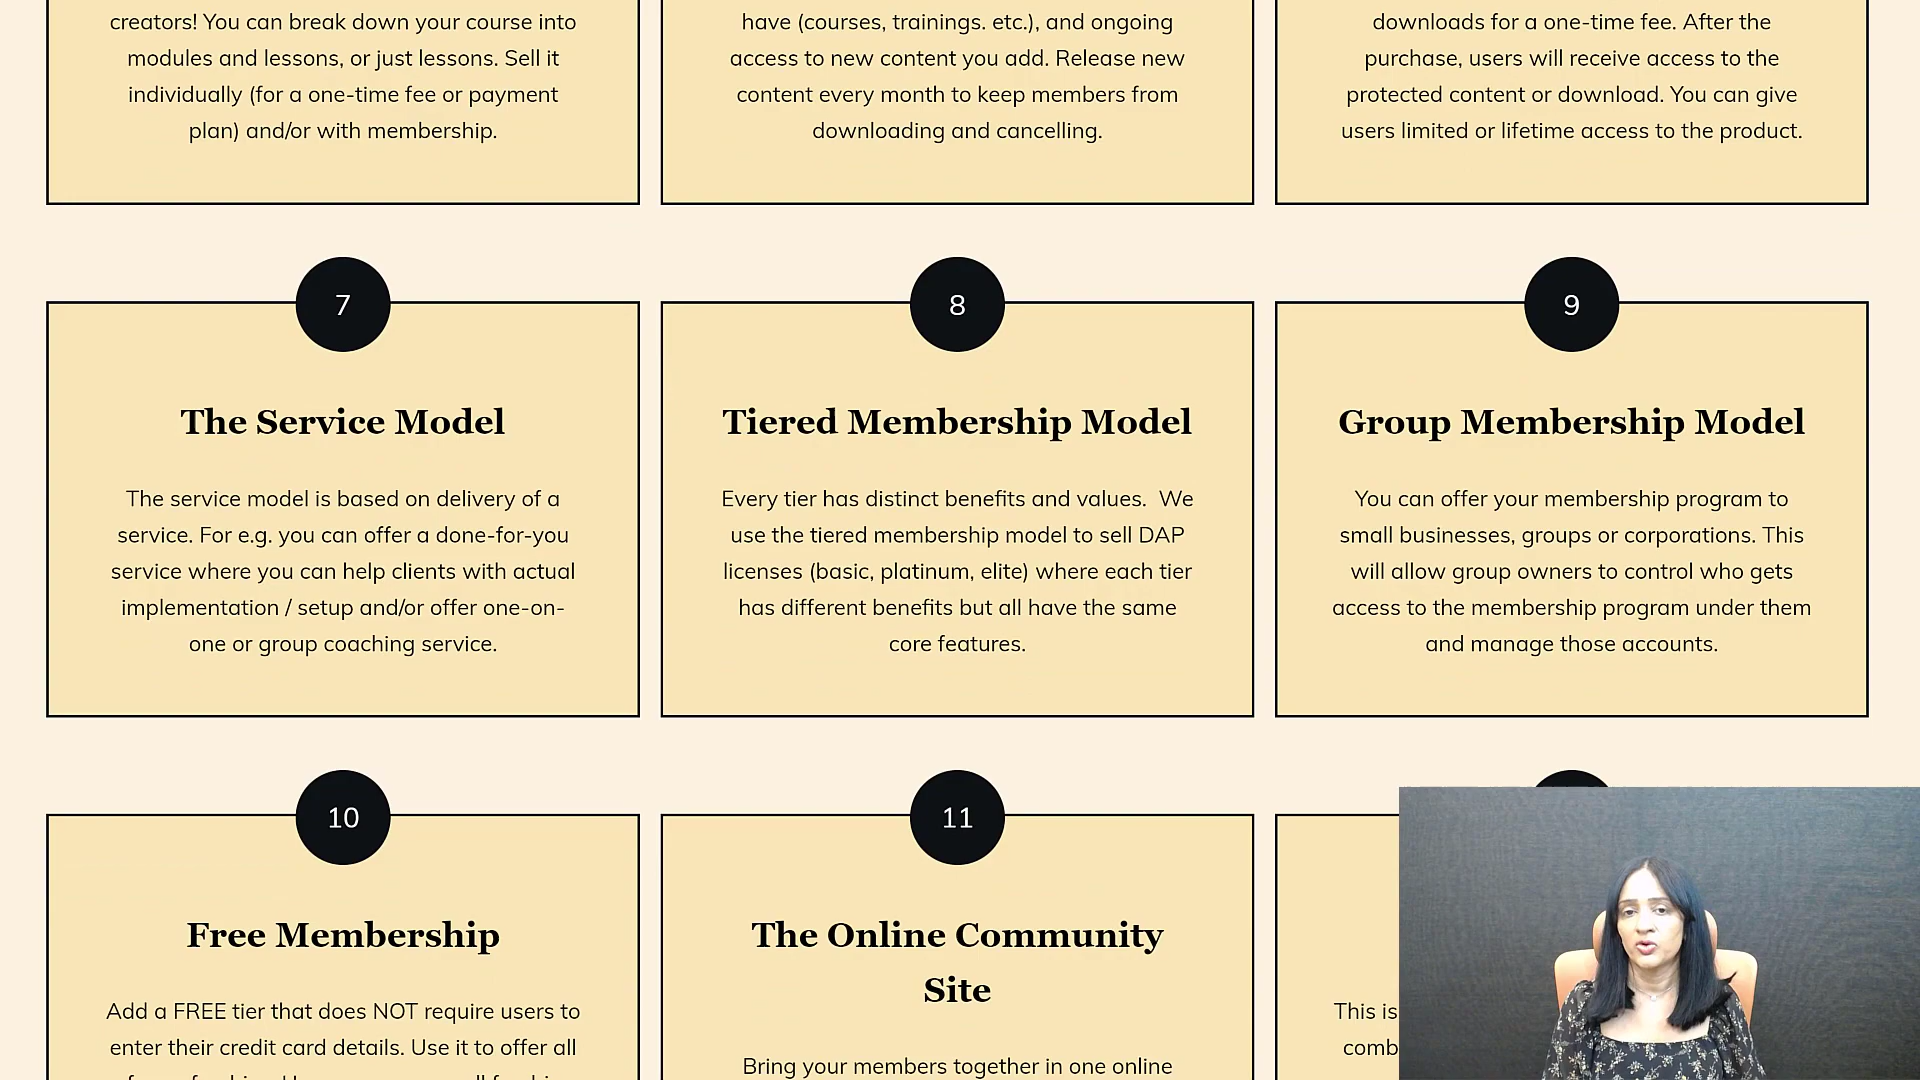 creators! You can break down your course into
modules and lessons, or just lessons. Sell it
individually (for a one-time fee or payment
plan) and/or with membership.
have (courses, trainings. etc.), and ongoing
access to new content you add. Release new
content every month to keep members from
downloading and cancelling.
downloads for a one-time fee. After the
purchase, users will receive access to the
protected content or download. You can give
users limited or lifetime access to the product.
7
The Service Model
The service model is based on delivery of a
service. For e.g. you can offer a done-for-you
service where you can help clients with actual
implementation / setup and/or offer one-on-
one or group coaching service.
8
Tiered Membership Model
Every tier has distinct benefits and values.  We
use the tiered membership model to sell DAP
licenses (basic, platinum, elite) where each tier
has different benefits but all have the same
core features.
9
Group Membership Model
You can offer your membership program to
small businesses, groups or corporations. This
will allow group owners to control who gets
access to the membership program under them
and manage those accounts.
10
Free Membership
Add a FREE tier that does NOT require users to
enter their credit card details. Use it to offer all
11
The Online Community
Site
Bring your members together in one online
This is
comb